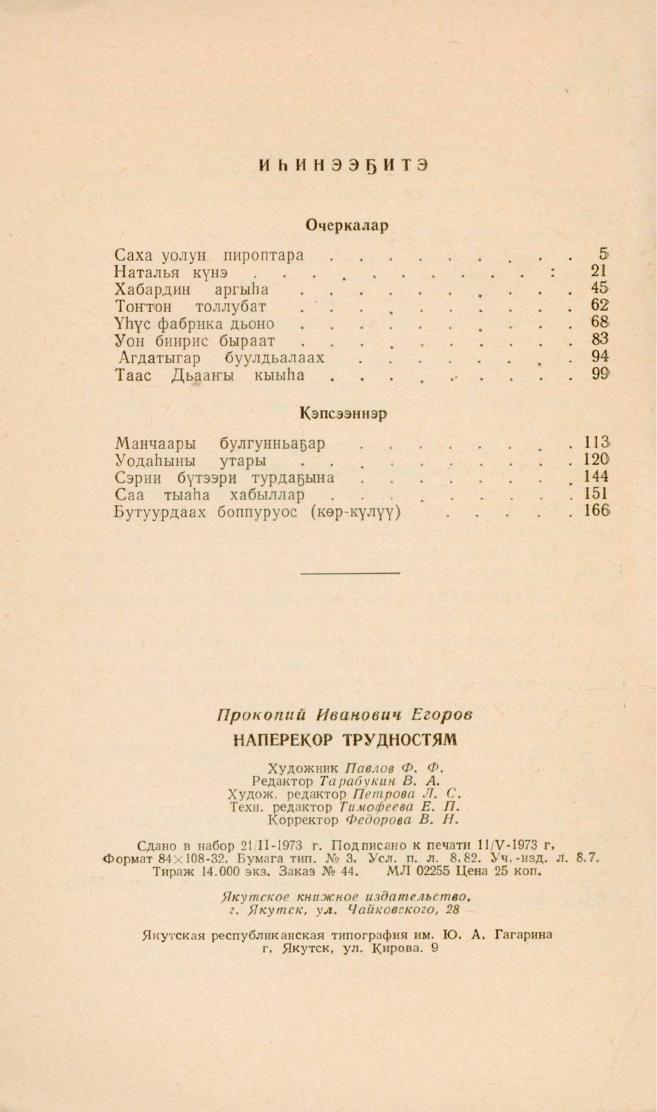 ИҺИНЭЭҔИТЭ
Очеркалар
Саха уолун пироптара . . . . . . . . . 5
Наталья күнэ . . . . . . . . . . : 21
Хабардин аргыһа . . . . . . . . . . 45
Тоҥтон толлубат . . . . . . . . . . 62
Үһүс фабрика дьоно . . . . . . . . . . 68
Уон биирис быраат . . . . . . . . . . 83
Агдатыгар буулдьалаах . . . . . . . . 94
Таас Дьааҥы кыыһа . . . . . . . . . 99
Кэпсээннэр
Манчаары булгунньаҕар . . . . . . . . 113
Уодаһыны утары . . . . . . . . . . 120
Сэрии бүтээри турдаҕына . . . . . . . . 144
Саа тыаһа хабыллар . . . . . . . . . 151
Бутуурдаах боппуруос (көр-күлүү) . . . . . 166
Прокопий Иванович Егоров
НАПЕРЕКОР ТРУДНОСТЯМ
Художник Павлов Ф. Ф.
Редактор Тарабукин В. А.
Худож. редактор Петрова Л. С.
Техн. редактор Тимофеева Е. П.
Корректор Федорова В. Н.
Сдано в набор 21/II-1973 г. Подписано к печати 11/V-1973 г.
Формат 84×108-32. Бумага тип. № 3. Усл. п. л. 8,82. Уч.-изд. л. 8,7.
Тираж 14.000 экз. Заказ № 44. МЛ 02255 Цена 25 коп.
Якутское книжное издательство,
г. Якутск, ул. Чайковского, 28
Якутская республиканская типография им. Ю. А. Гагарина
г. Якутск, ул. Кирова. 9